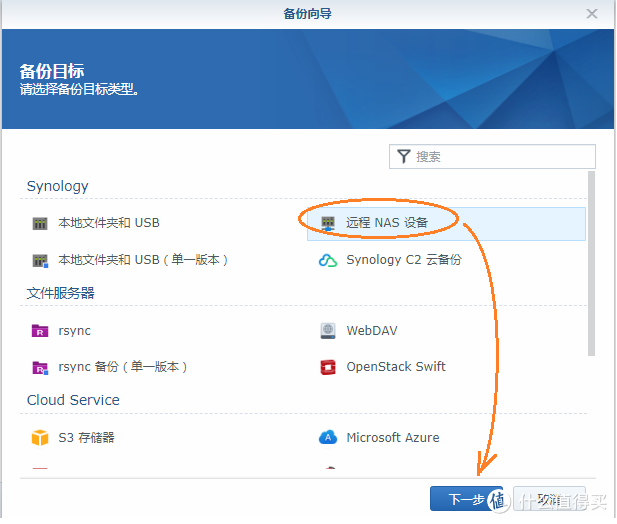 备份向导
备份目标
请选择备份目标类型。
搜索
Synology
本地文件夹和 USB
远程 NAS 设备
本地文件夹和 USB（单一版本）
Synology C2 云备份
文件服务器
rsync
WebDAV
rsync 备份（单一版本）
OpenStack Swift
Cloud Service
S3 存储器
Microsoft Azure
下一步
取消
值 什么值得买